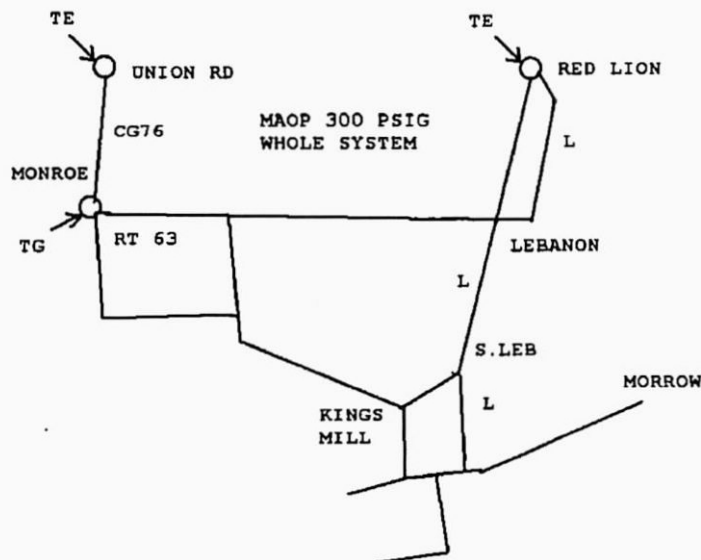 TE
TE
UNION RD
RED LION
MAOP 300 PSIG
WHOLE SYSTEM
CG76
L
MONROE
TG
RT 63
LEBANON
L
S.LEB
MORROW
L
KINGS
MILL